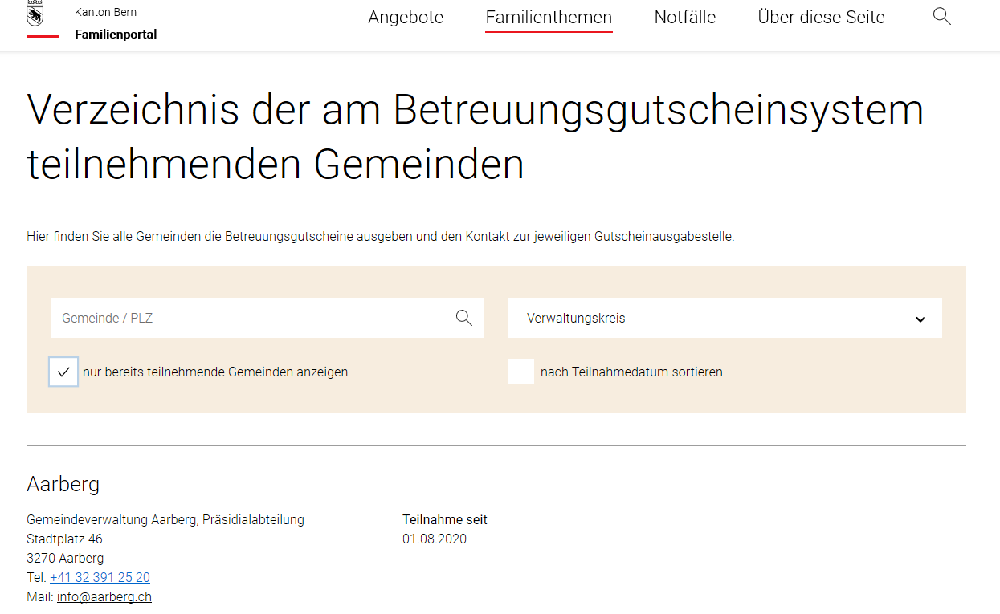 Kanton Bern
Familienportal
Angebote
Familienthemen
Notfälle
Über diese Seite
Verzeichnis der am Betreuungsgutscheinsystem
teilnehmenden Gemeinden
Hier finden Sie alle Gemeinden die Betreuungsgutscheine ausgeben und den Kontakt zur jeweiligen Gutscheinausgabestelle.
Gemeinde / PLZ
Verwaltungskreis
nur bereits teilnehmende Gemeinden anzeigen
nach Teilnahmedatum sortieren
Aarberg
Gemeindeverwaltung Aarberg, Präsidialabteilung
Stadtplatz 46
3270 Aarberg
Tel. +41 32 391 25 20
Mail: info@aarberg.ch
Teilnahme seit
01.08.2020